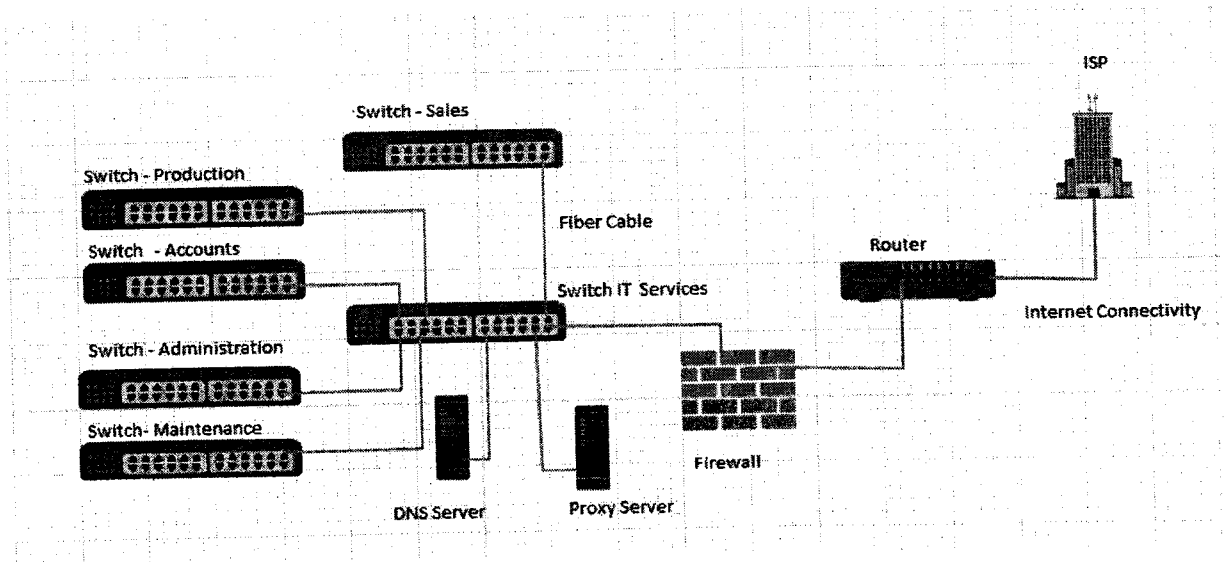 ISP
Switch - Sales
Switch - Production
Fiber Cable
Switch - Accounts
Router
Switch IT Services
Internet Connectivity
Switch - Administration
Switch- Maintenance
Firewall
DNS Server
Proxy Server